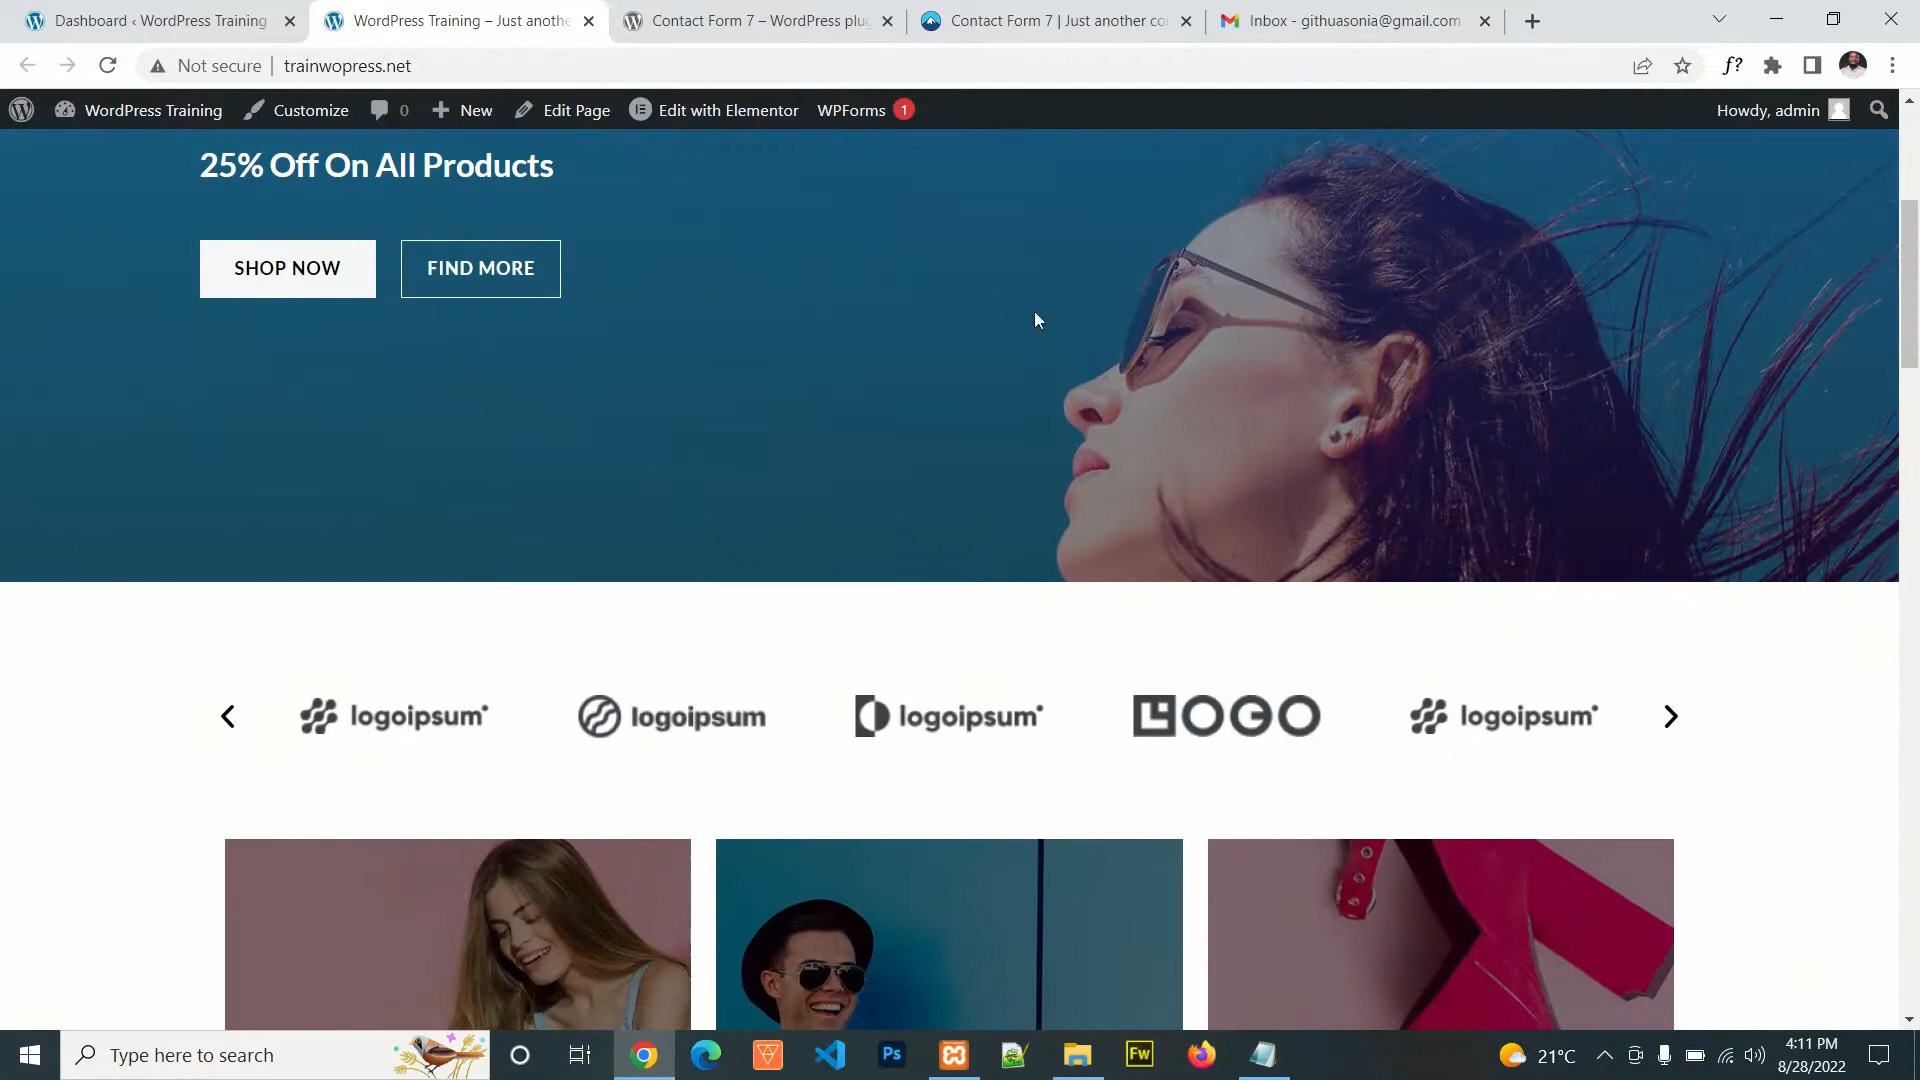 Dashboard ‹ WordPress Training
WordPress Training – Just anothe
Contact Form 7 – WordPress plug
Contact Form 7 | Just another co
Inbox - githuasonia@gmail.com
Not secure
trainwopress.net
f?
WordPress Training
Customize
0
New
Edit Page
Edit with Elementor
WPForms
1
Howdy, admin
25% Off On All Products
SHOP NOW
FIND MORE
logoipsum
logoipsum
logoipsum
LOGO
logoipsum
Type here to search
Ps
Fw
21°C
4:11 PM
8/28/2022